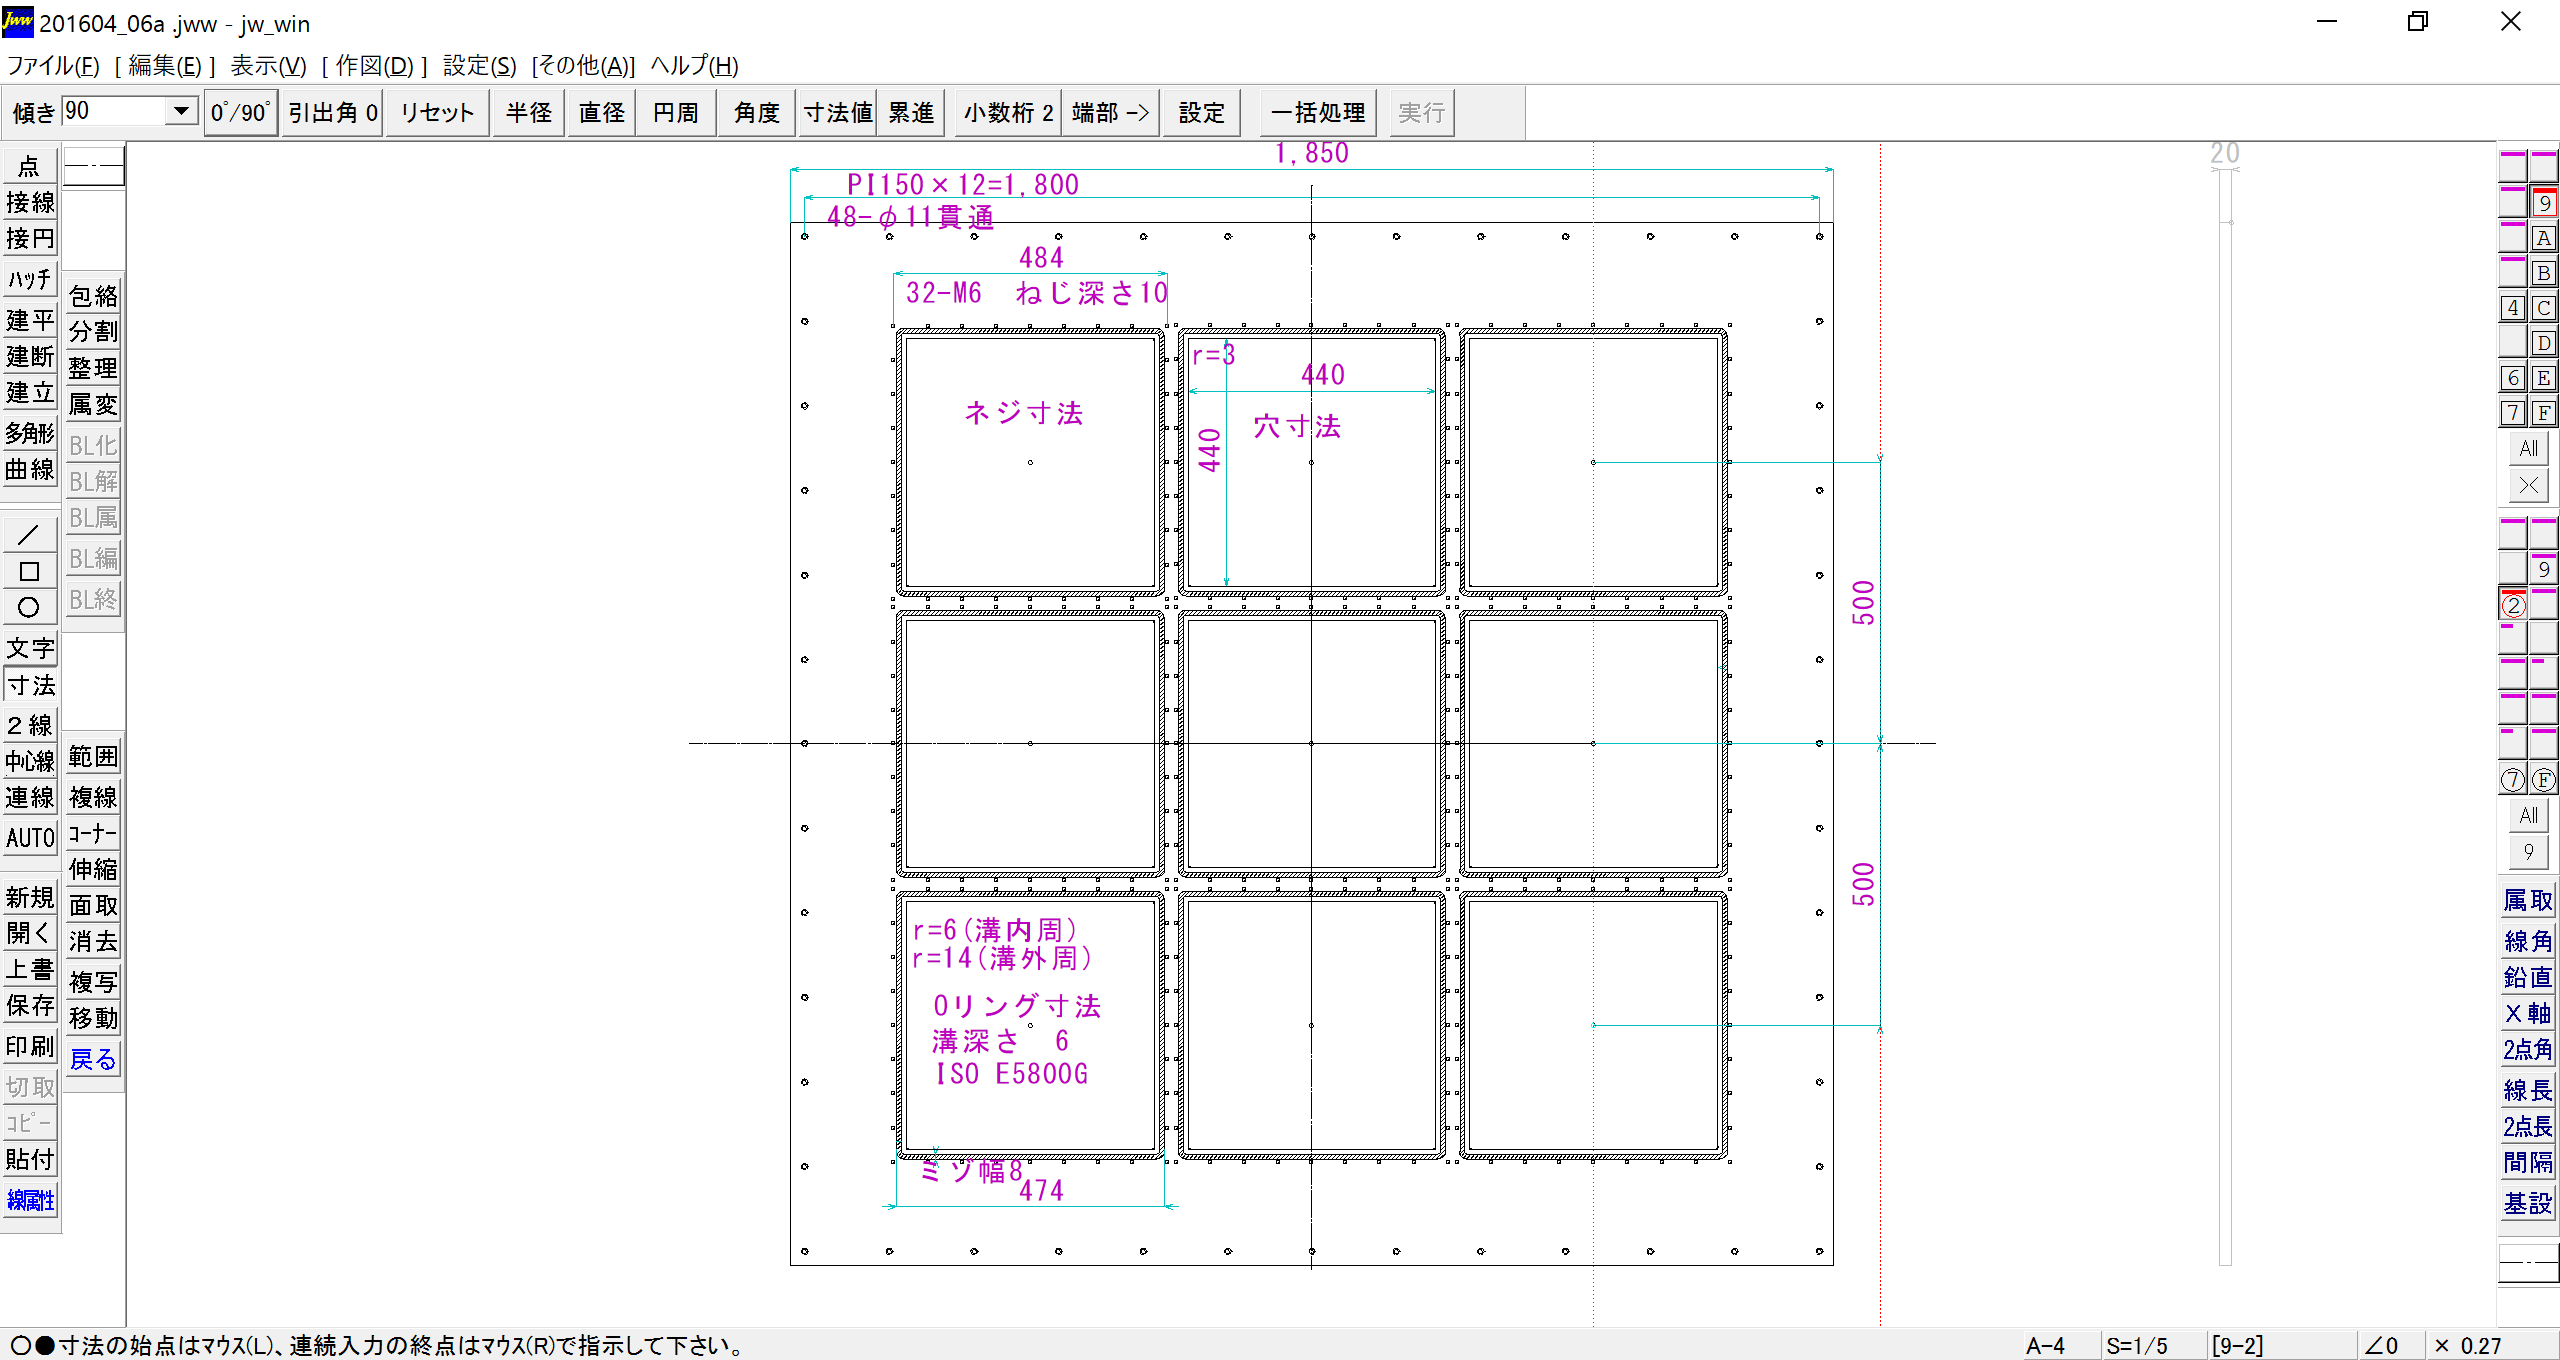 201604_06a .jww - jw_win
ファイル(F) [ 編集(E) ] 表示(V) [ 作図(D) ] 設定(S) [その他(A)] ヘルプ(H)
傾き 90 0°/90° 引出角 0 リセット 半径 直径 円周 角度 寸法値 累進 小数桁 2 端部 -> 設定 一括処理 実行
点
接線
接円
ハッチ
建平
建断
建立
多角形
曲線
文字
寸法
2 線
中心線
連線
AUTO
新規
開く
上書
保存
印刷
切取
コピー
貼付
線属性
包絡
分割
整理
属変
BL化
BL解
BL属
BL編
BL終
範囲
複線
コーナー
伸縮
面取
消去
複写
移動
戻る
1,850
PI150×12=1,800
48-φ11貫通
484
32-M6 ねじ深さ10
r=3
440
ネジ寸法
穴寸法
440
500
500
r=6(溝内周)
r=14(溝外周)
Oリング寸法
溝深さ 6
ISO E5800G
ミゾ幅8
474
20
9
A
B
4 C
D
6 E
7 F
All
×
9
2
7 F
All
9
属取
線角
鉛直
X 軸
2点角
線長
2点長
間隔
基設
○●寸法の始点はマウス(L)、連続入力の終点はマウス(R)で指示して下さい。
A-4 S=1/5 [9-2] ∠0 × 0.27